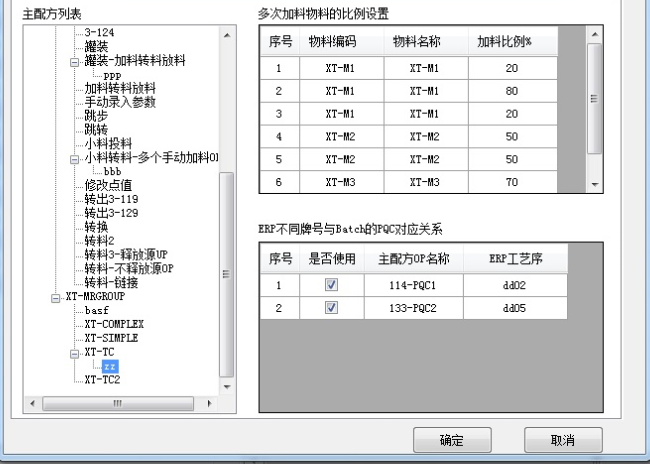 主配方列表
3-124
罐装
罐装-加料转料放料
ppp
加料转料放料
手动录入参数
跳步
跳转
小料投料
小料转料-多个手动加料O
bbb
修改点值
转出3-119
转出3-129
转换
转料2
转料3-释放源UP
转料-不释放源OP
转料-链接
XT-MRGROUP
basf
XT-COMPLEX
XT-SIMPLE
XT-TC
zz
XT-TC2
多次加料物料的比例设置
序号 物料编码 物料名称 加料比例%
1 XT-M1 XT-M1 20
2 XT-M1 XT-M1 80
3 XT-M1 XT-M1 20
4 XT-M2 XT-M2 50
5 XT-M2 XT-M2 50
6 XT-M3 XT-M3 70
ERP不同牌号与Batch的PQC对应关系
序号 是否使用 主配方OP名称 ERP工艺序
1 114-PQC1 dd02
2 133-PQC2 dd05
确定 取消